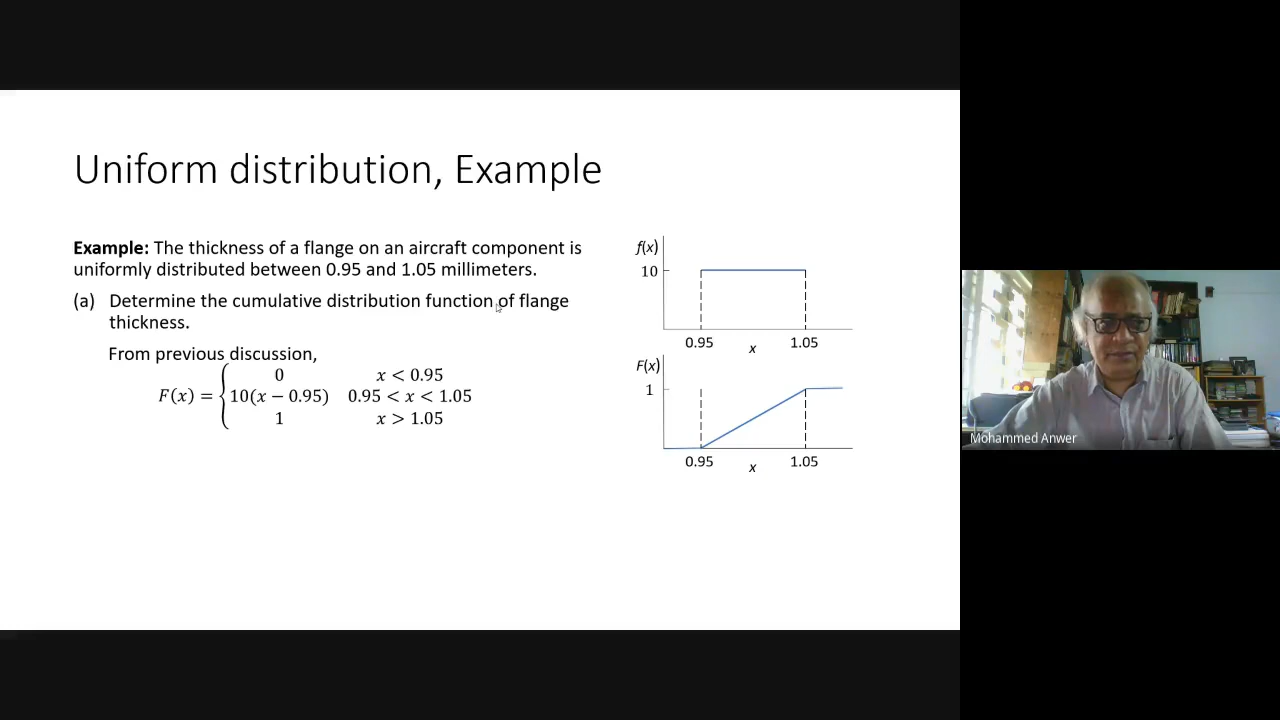 Uniform distribution, Example
Example: The thickness of a flange on an aircraft component is
uniformly distributed between 0.95 and 1.05 millimeters.
(a) Determine the cumulative distribution function of flange
thickness.
From previous discussion,
0 x < 0.95
F(x) = { 10(x − 0.95) 0.95 < x < 1.05
1 x > 1.05
f(x)
10
0.95 x 1.05
F(x)
1
0.95 x 1.05
Mohammed Anwer